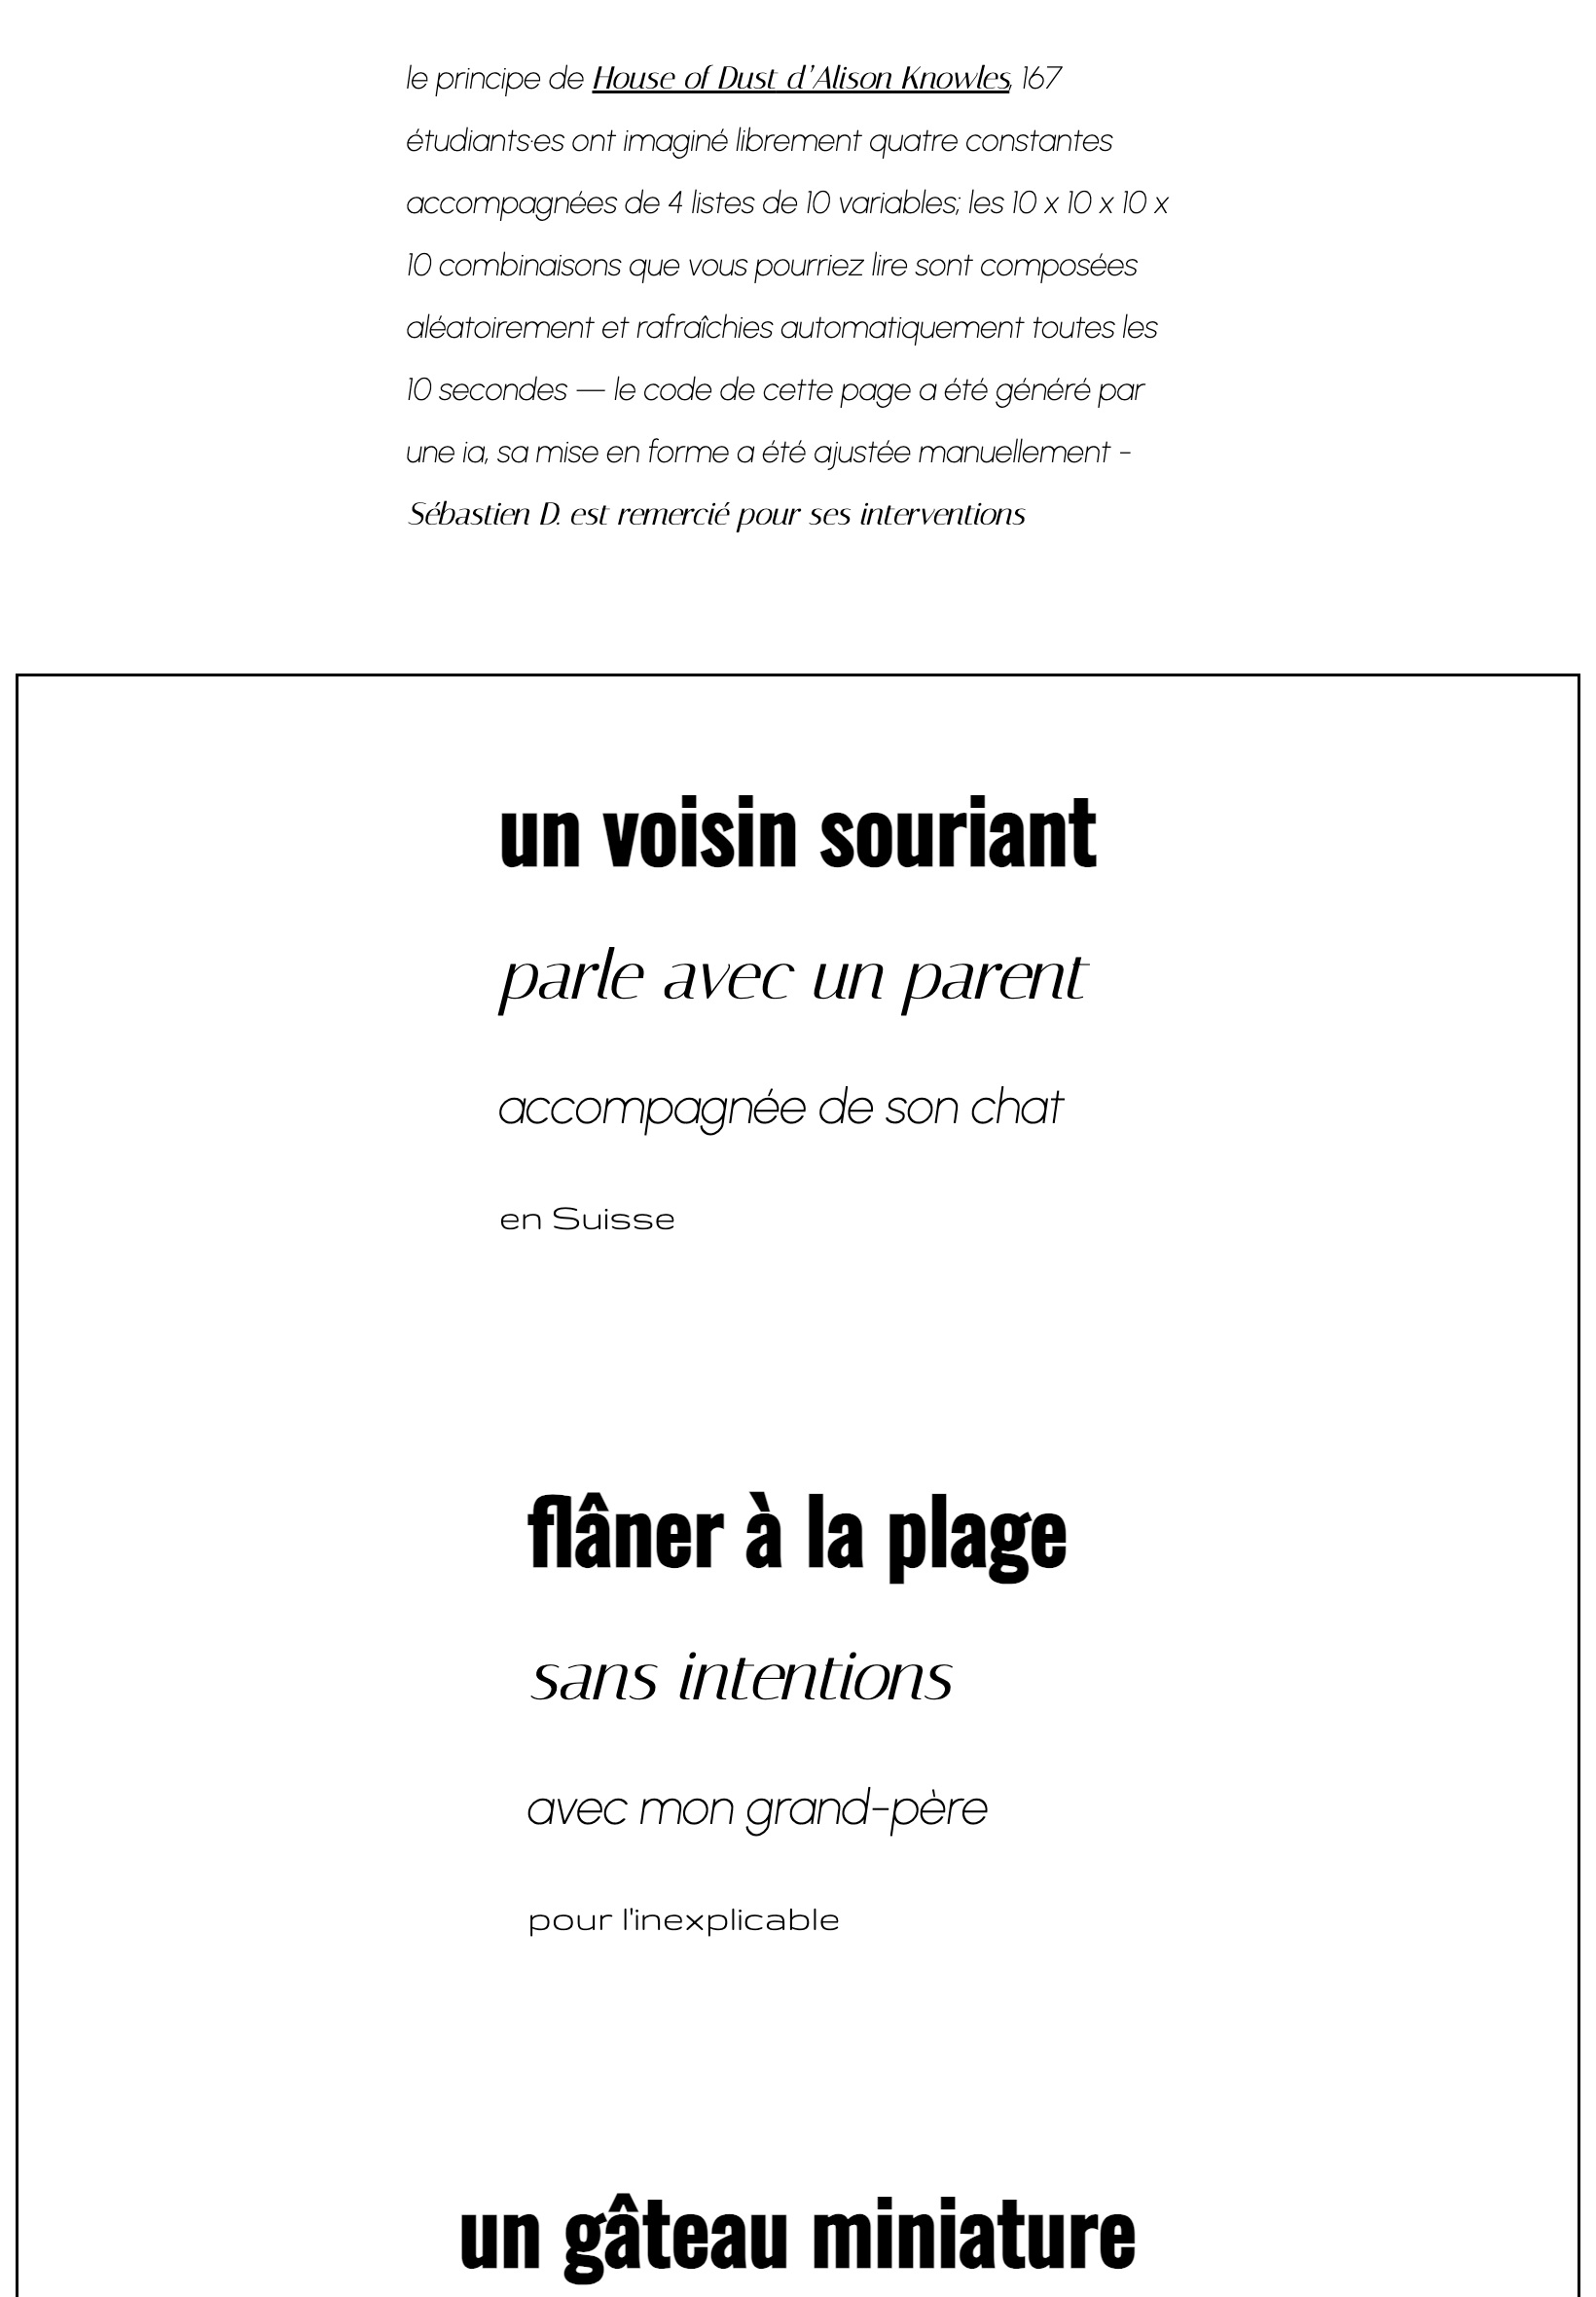 le principe de House of Dust d’Alison Knowles, 167
étudiants·es ont imaginé librement quatre constantes
accompagnées de 4 listes de 10 variables; les 10 x 10 x 10 x
10 combinaisons que vous pourriez lire sont composées
aléatoirement et rafraîchies automatiquement toutes les
10 secondes — le code de cette page a été généré par
une ia, sa mise en forme a été ajustée manuellement -
Sébastien D. est remercié pour ses interventions
un voisin souriant
parle avec un parent
accompagnée de son chat
en Suisse
flâner à la plage
sans intentions
avec mon grand-père
pour l'inexplicable
un gâteau miniature